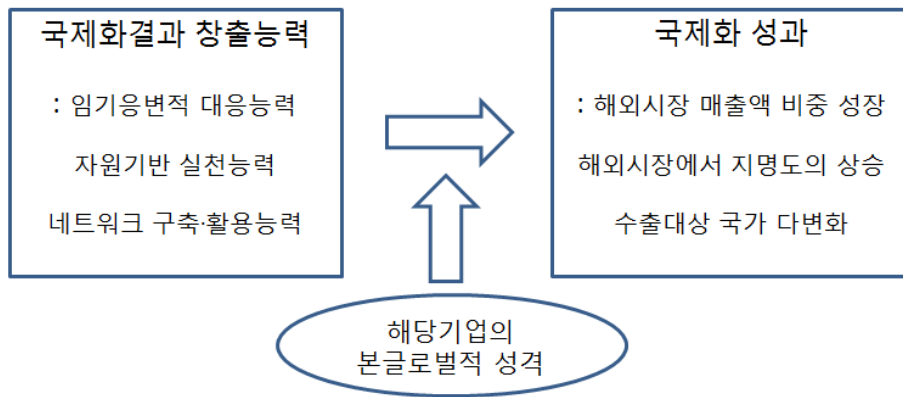 국제화결과 창출능력
: 임기응변적 대응능력
자원기반 실천능력
네트워크 구축·활용능력
국제화 성과
: 해외시장 매출액 비중 성장
해외시장에서 지명도의 상승
수출대상 국가 다변화
해당기업의
본글로벌적 성격